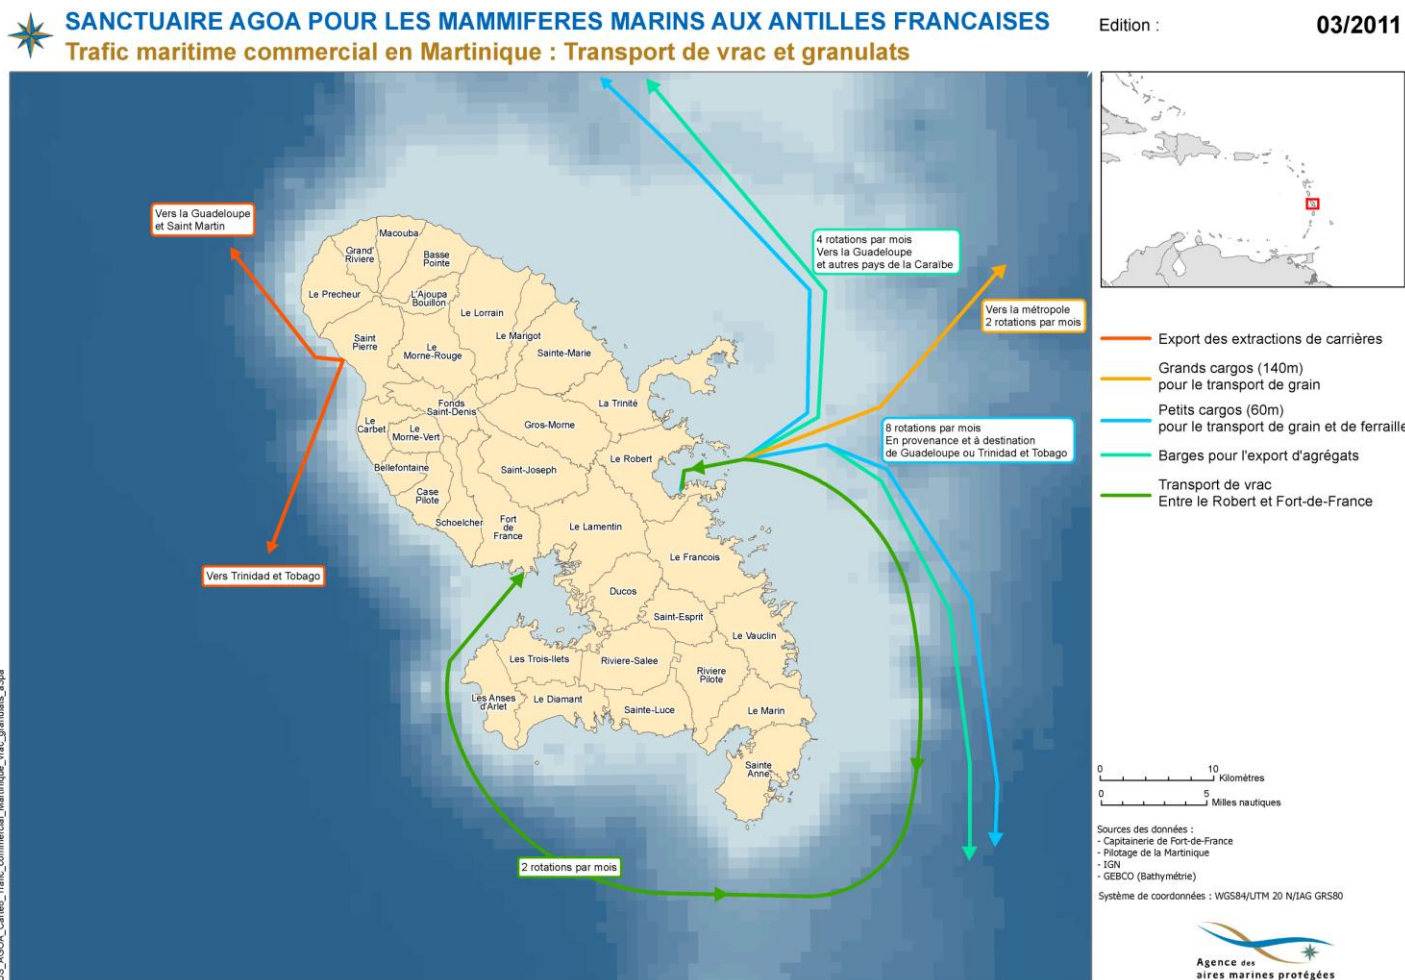 SANCTUAIRE AGOA POUR LES MAMMIFERES MARINS AUX ANTILLES FRANCAISES
Trafic maritime commercial en Martinique : Transport de vrac et granulats
Edition :
03/2011
Vers la Guadeloupe
et Saint Martin
Macouba
Grand'
Riviere
Basse
Pointe
Le Precheur
L'Ajoupa
Bouillon
Le Lorrain
Saint
Pierre
Le
Morne-Rouge
Le Marigot
Sainte-Marie
4 rotations par mois
Vers la Guadeloupe
et autres pays de la Caraïbe
Vers la métropole
2 rotations par mois
La Trinité
Fonds
Saint-Denis
Le
Carbet
Le
Morne-Vert
Gros-Morne
8 rotations par mois
En provenance et à destination
de Guadeloupe ou Trinidad et Tobago
Bellefontaine
Saint-Joseph
Le Robert
Case
Pilote
Schoelcher
Fort
de
France
Le Lamentin
Le Francois
Vers Trinidad et Tobago
Ducos
Saint-Esprit
Le Vauclin
Les Trois-Ilets
Riviere-Salee
Riviere
Pilote
Les Anses
d'Arlet
Le Diamant
Sainte-Luce
Le Marin
Sainte
Anne
2 rotations par mois
Export des extractions de carrières
Grands cargos (140m)
pour le transport de grain
Petits cargos (60m)
pour le transport de grain et de ferraille
Barges pour l'export d'agrégats
Transport de vrac
Entre le Robert et Fort-de-France
0 10
Kilomètres
0 5
Milles nautiques
Sources des données :
- Capitainerie de Fort-de-France
- Pilotage de la Martinique
- IGN
- GEBCO (Bathymétrie)
Système de coordonnées : WGS84/UTM 20 N/IAG GRS80
Agence des
aires marines protégées